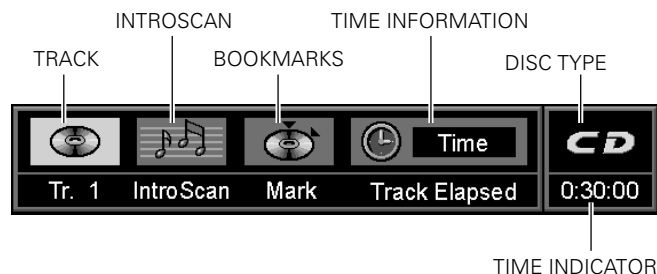 INTROSCAN TIME INFORMATION
TRACK BOOKMARKS DISC TYPE
Time CD
Tr. 1 IntroScan Mark Track Elapsed 0:30:00
TIME INDICATOR